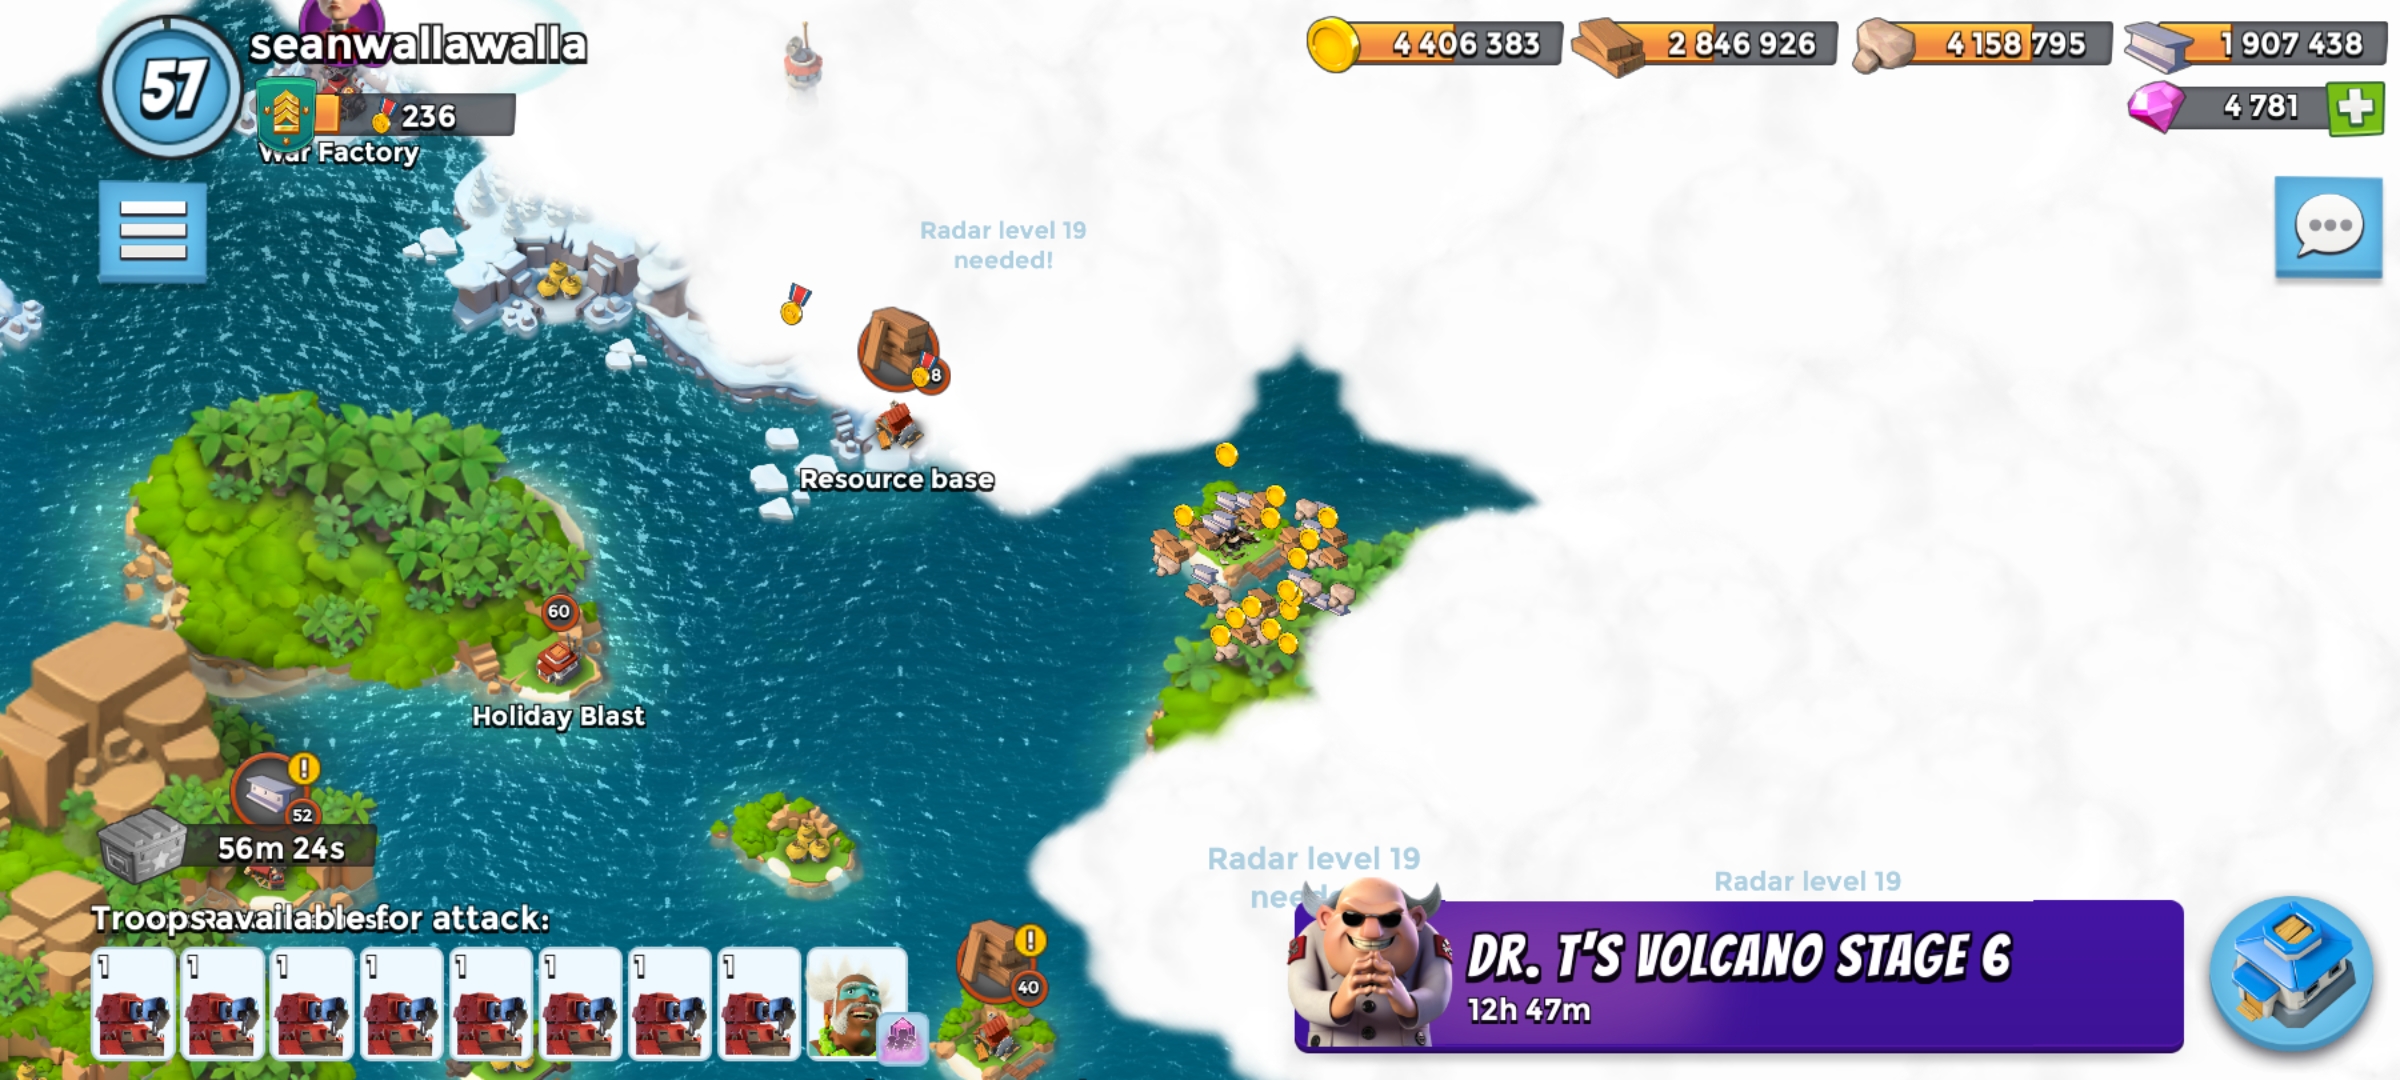 57
seanwallawalla
236
War Factory
4 406 383
2 846 926
4 158 795
1 907 438
4 781
Radar level 19
needed!
8
Resource base
60
Holiday Blast
52
56m 24s
Troops available for attack:
1 1 1 1 1 1 1 1
40
Radar level 19
Radar level 19
DR. T'S VOLCANO STAGE 6
12h 47m